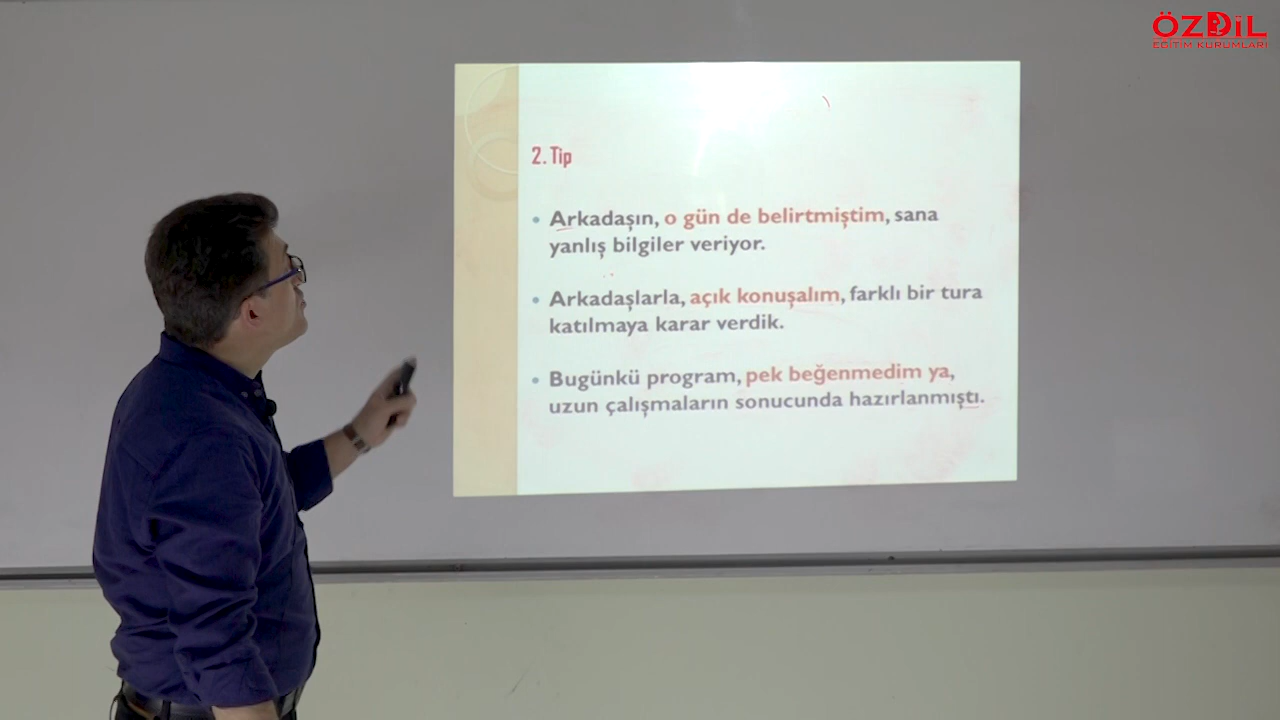 ÖZDİL
EĞİTİM KURUMLARI
2. Tip
• Arkadaşın, o gün de belirtmiştim, sana
yanlış bilgiler veriyor.
• Arkadaşlarla, açık konuşalım, farklı bir tura
katılmaya karar verdik.
• Bugünkü program, pek beğenmedim ya,
uzun çalışmaların sonucunda hazırlanmıştı.